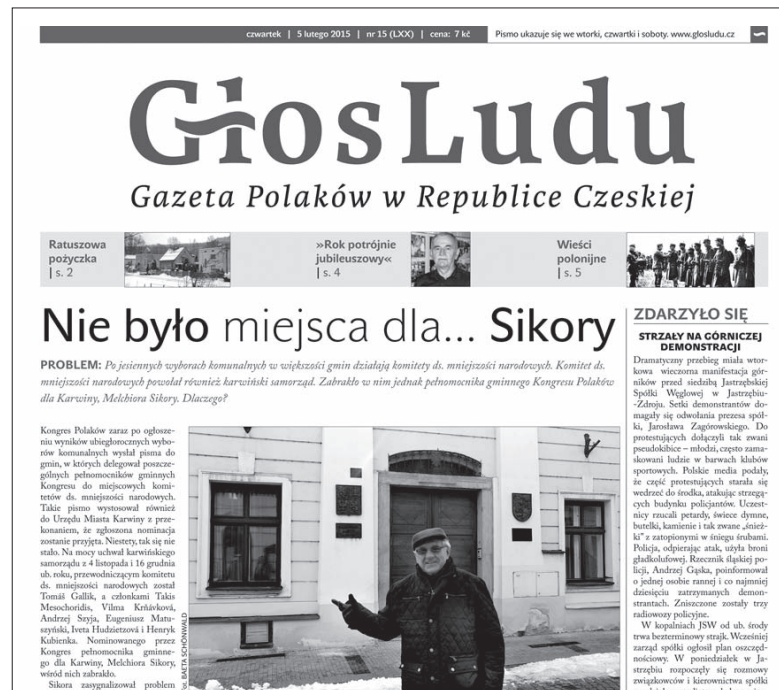 czwartek | 5 lutego 2015 | nr 15 (LXX) | cena: 7 kč
Pismo ukazuje się we wtorki, czwartki i soboty. www.glosludu.cz
Głos Ludu
Gazeta Polaków w Republice Czeskiej
Ratuszowa
pożyczka
| s. 2
»Rok potrójnie
jubileuszowy«
| s. 4
Wieści
polonijne
| s. 5
Nie było miejsca dla... Sikory
PROBLEM: Po jesiennych wyborach komunalnych w większości gmin działają komitety ds. mniejszości narodowych. Komitet ds.
mniejszości narodowych powołał również karwiński samorząd. Zabrakło w nim jednak pełnomocnika gminnego Kongresu Polaków
dla Karwiny, Melchiora Sikory. Dlaczego?
Kongres Polaków zaraz po ogłosze-
niu wyników ubiegłorocznych wybo-
rów komunalnych wysłał pisma do
gmin, w których delegował poszcze-
gólnych pełnomocników gminnych
Kongresu do miejscowych komi-
tetów ds. mniejszości narodowych.
Takie pismo wystosował również
do Urzędu Miasta Karwiny z prze-
konaniem, że zgłoszona nominacja
zostanie przyjęta. Niestety, tak się nie
stało. Na mocy uchwał karwińskiego
samorządu z 4 listopada i 16 grudnia
ub. roku, przewodniczącym komitetu
ds. mniejszości narodowych został
Tomáš Gallik, a członkowie Takis
Mesochoridis, Vilma Krhávková,
Andrzej Szyja, Eugeniusz Matu-
szyński, Iveta Hudzietzová i Henryk
Kubienka. Nominowanego przez
Kongres pełnomocnika gminne-
go dla Karwiny, Melchiora Sikory,
wśród nich zabrakło.
Sikora zasygnalizował problem
Fot. BEATA SCHÖNWALD
ZDARZYŁO SIĘ
STRZAŁY NA GÓRNICZEJ
DEMONSTRACJI
Dramatyczny przebieg miała wtor-
kowa wieczorna manifestacja gór-
ników przed siedzibą Jastrzębskiej
Spółki Węglowej w Jastrzębiu-
-Zdroju. Setki demonstrantów do-
magały się odwołania prezesa spół-
ki, Jarosława Zagórowskiego. Do
protestujących dołączyli tak zwani
pseudokibice – młodzi, często zama-
skowani ludzie w barwach klubów
sportowych. Polskie media podały,
że część protestujących starała się
wedrzeć do środka, atakując strzegą-
cych budynku policjantów. Uczest-
nicy rzucali petardy, świece dymne,
butelki, kamienie i tak zwane „śnież-
ki" z zatopionymi w śniegu śrubami.
Policja, odpierając atak, użyła broni
gładkolufowej. Rzecznik śląskiej po-
licji, Andrzej Gąska, poinformował
o jednej osobie rannej i co najmniej
dziesięciu zatrzymanych demon-
strantach. Zniszczone zostały trzy
radiowozy policyjne.
W kopalniach JSW od ub. środy
trwa bezterminowy strajk. Wcześniej
zarząd spółki ogłosił plan oszczęd-
nościowy. W poniedziałek w Ja-
strzębiu rozpoczęły się rozmowy
związkowców i kierownictwa spółki